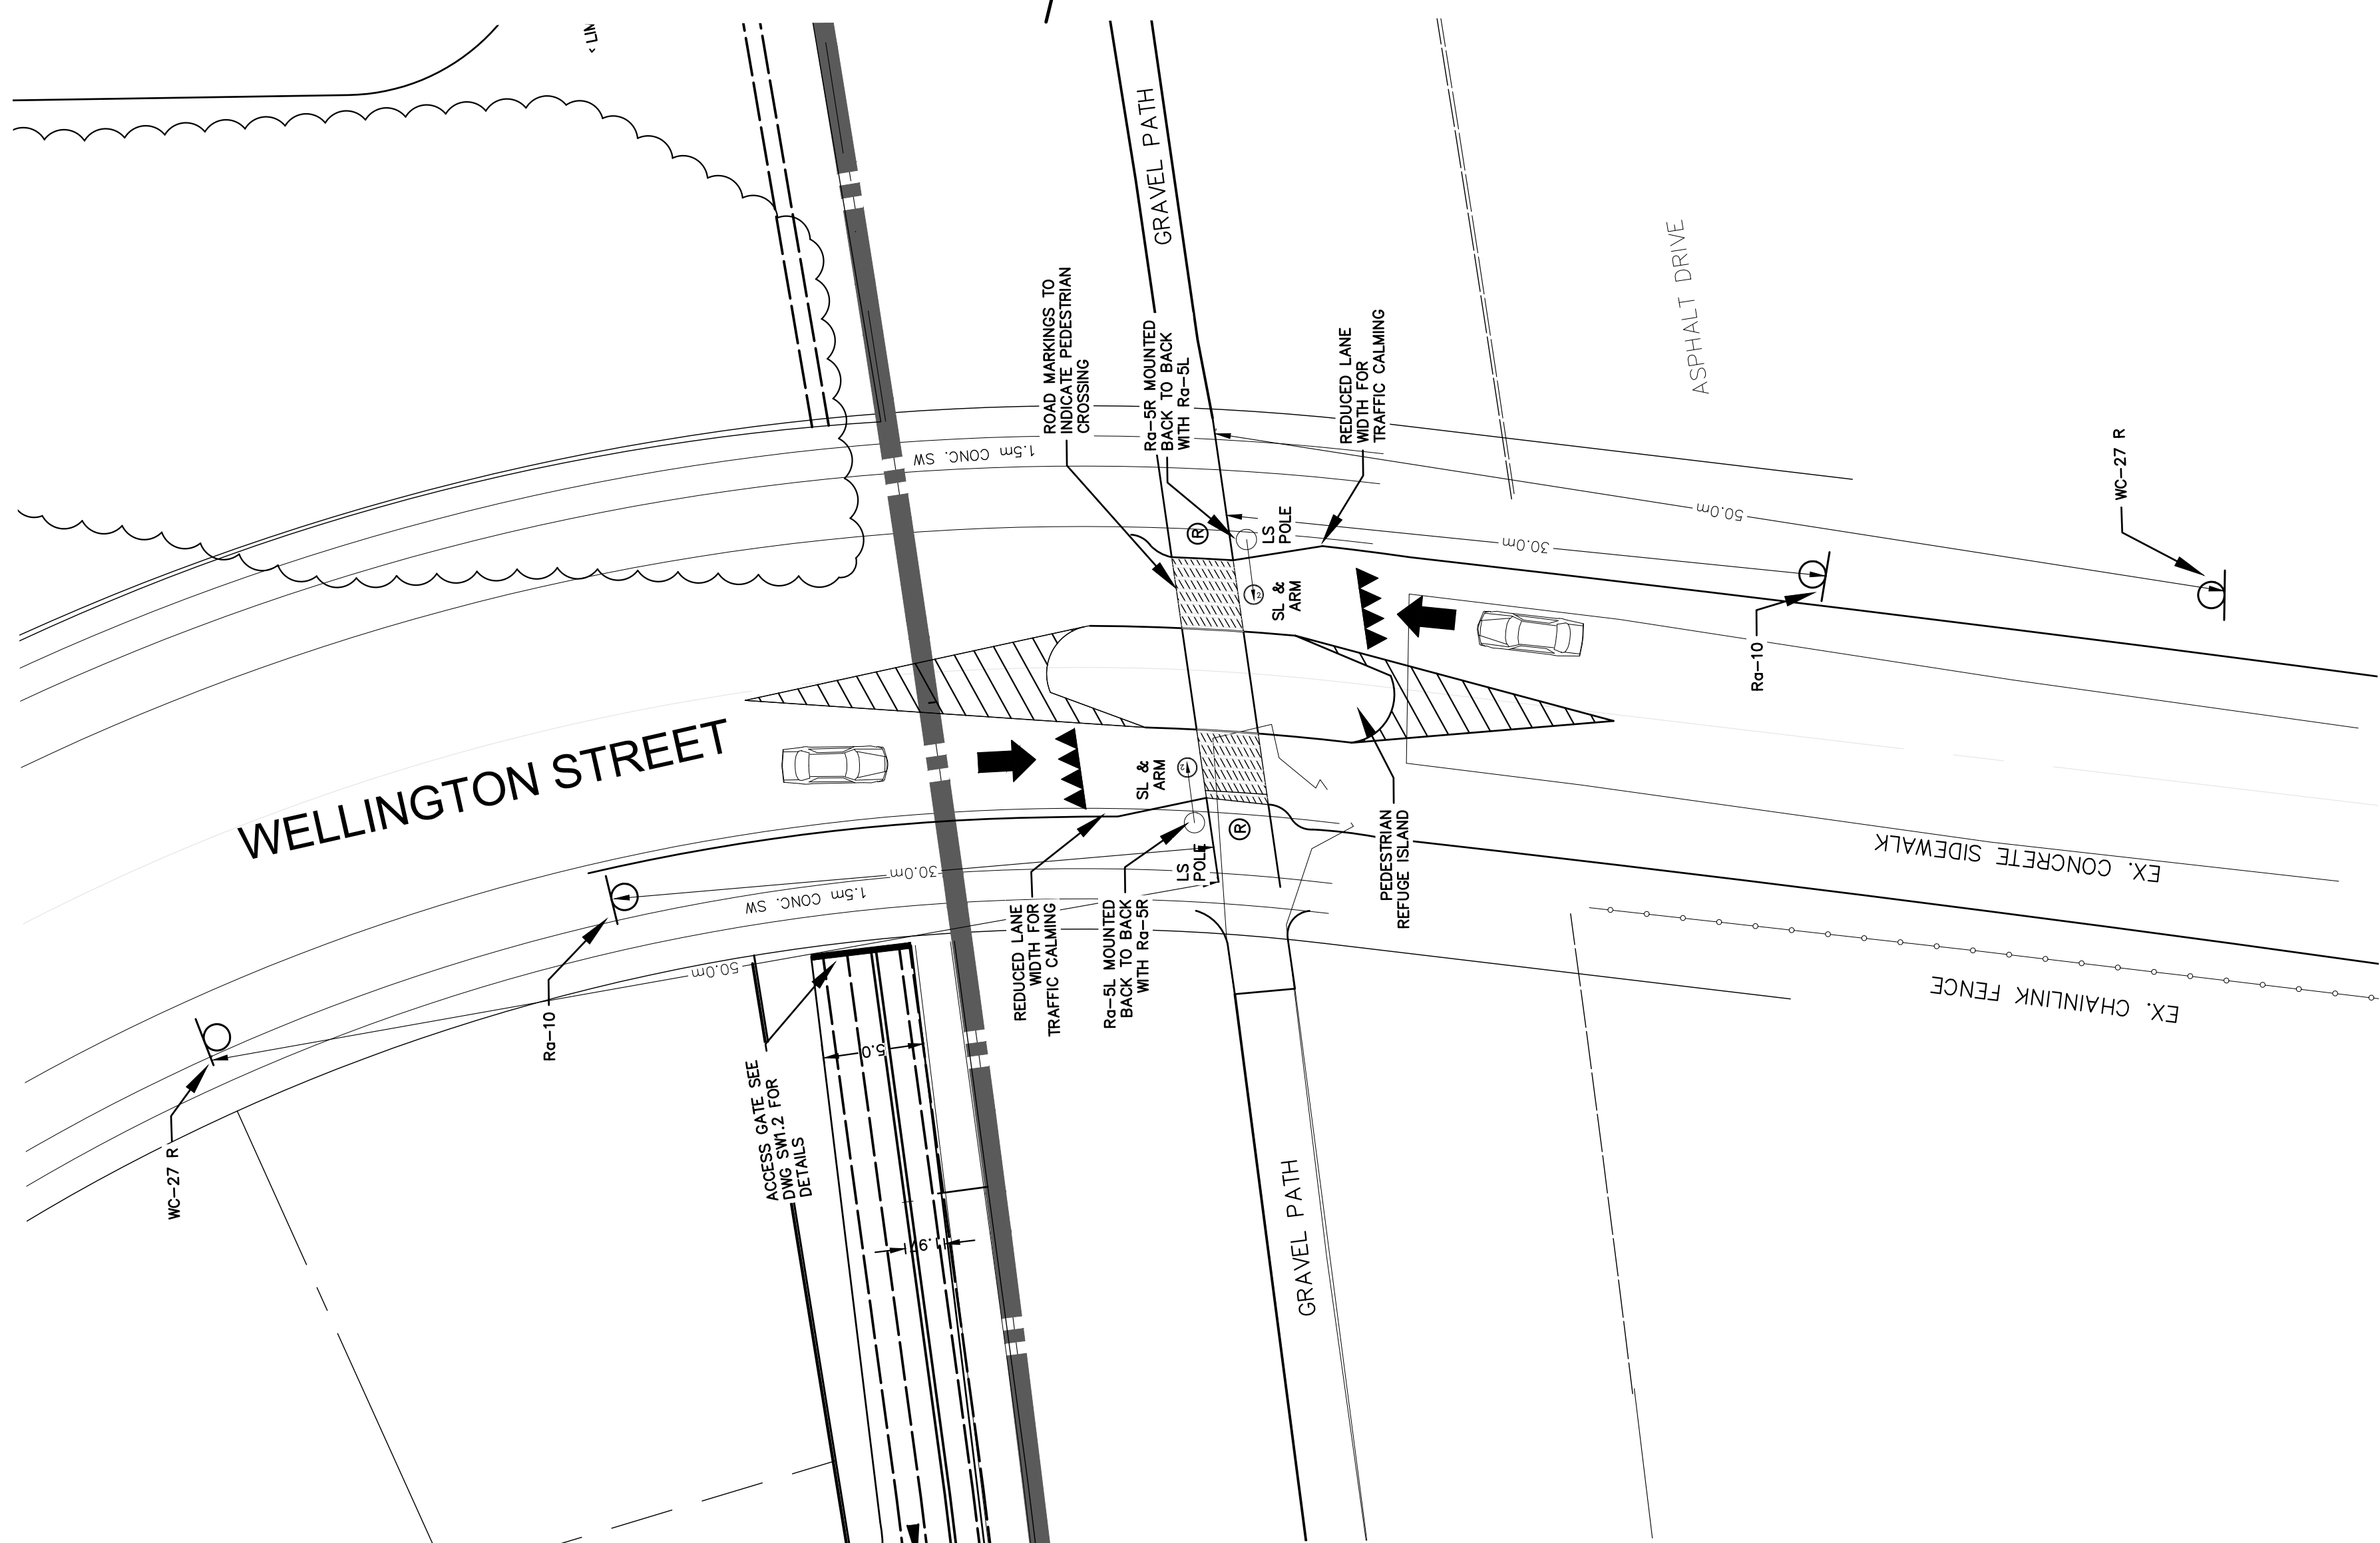 < LIN
GRAVEL PATH
ASPHALT DRIVE
ROAD MARKINGS TO
INDICATE PEDESTRIAN
CROSSING
Ra-5R MOUNTED
BACK TO BACK
WITH Ra-5L
REDUCED LANE
WIDTH FOR
TRAFFIC CALMING
1.5m CONC. SW
50.0m
WC-27 R
R
LS
POLE
30.0m
2
SL &
ARM
Ra-10
WELLINGTON STREET
SL &
ARM
2
R
LS
POLE
30.0m
1.5m CONC. SW
50.0m
PEDESTRIAN
REFUGE ISLAND
EX. CONCRETE SIDEWALK
EX. CHAINLINK FENCE
REDUCED LANE
WIDTH FOR
TRAFFIC CALMING
Ra-5L MOUNTED
BACK TO BACK
WITH Ra-5R
Ra-10
WC-27 R
ACCESS GATE SEE
DWG SW1.2 FOR
DETAILS
5.0
1.97
GRAVEL PATH